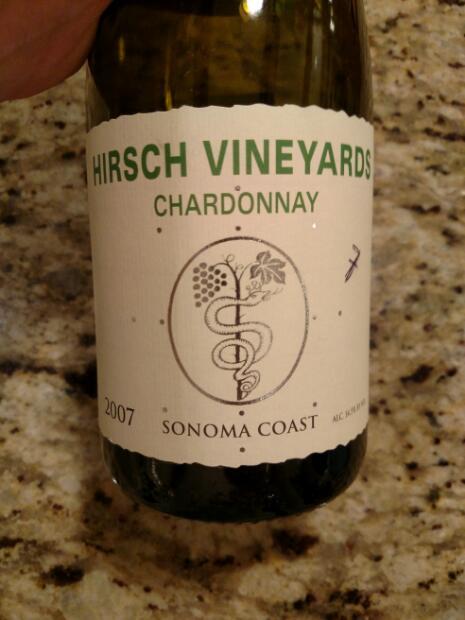 HIRSCH VINEYARDS
CHARDONNAY
2007
SONOMA COAST